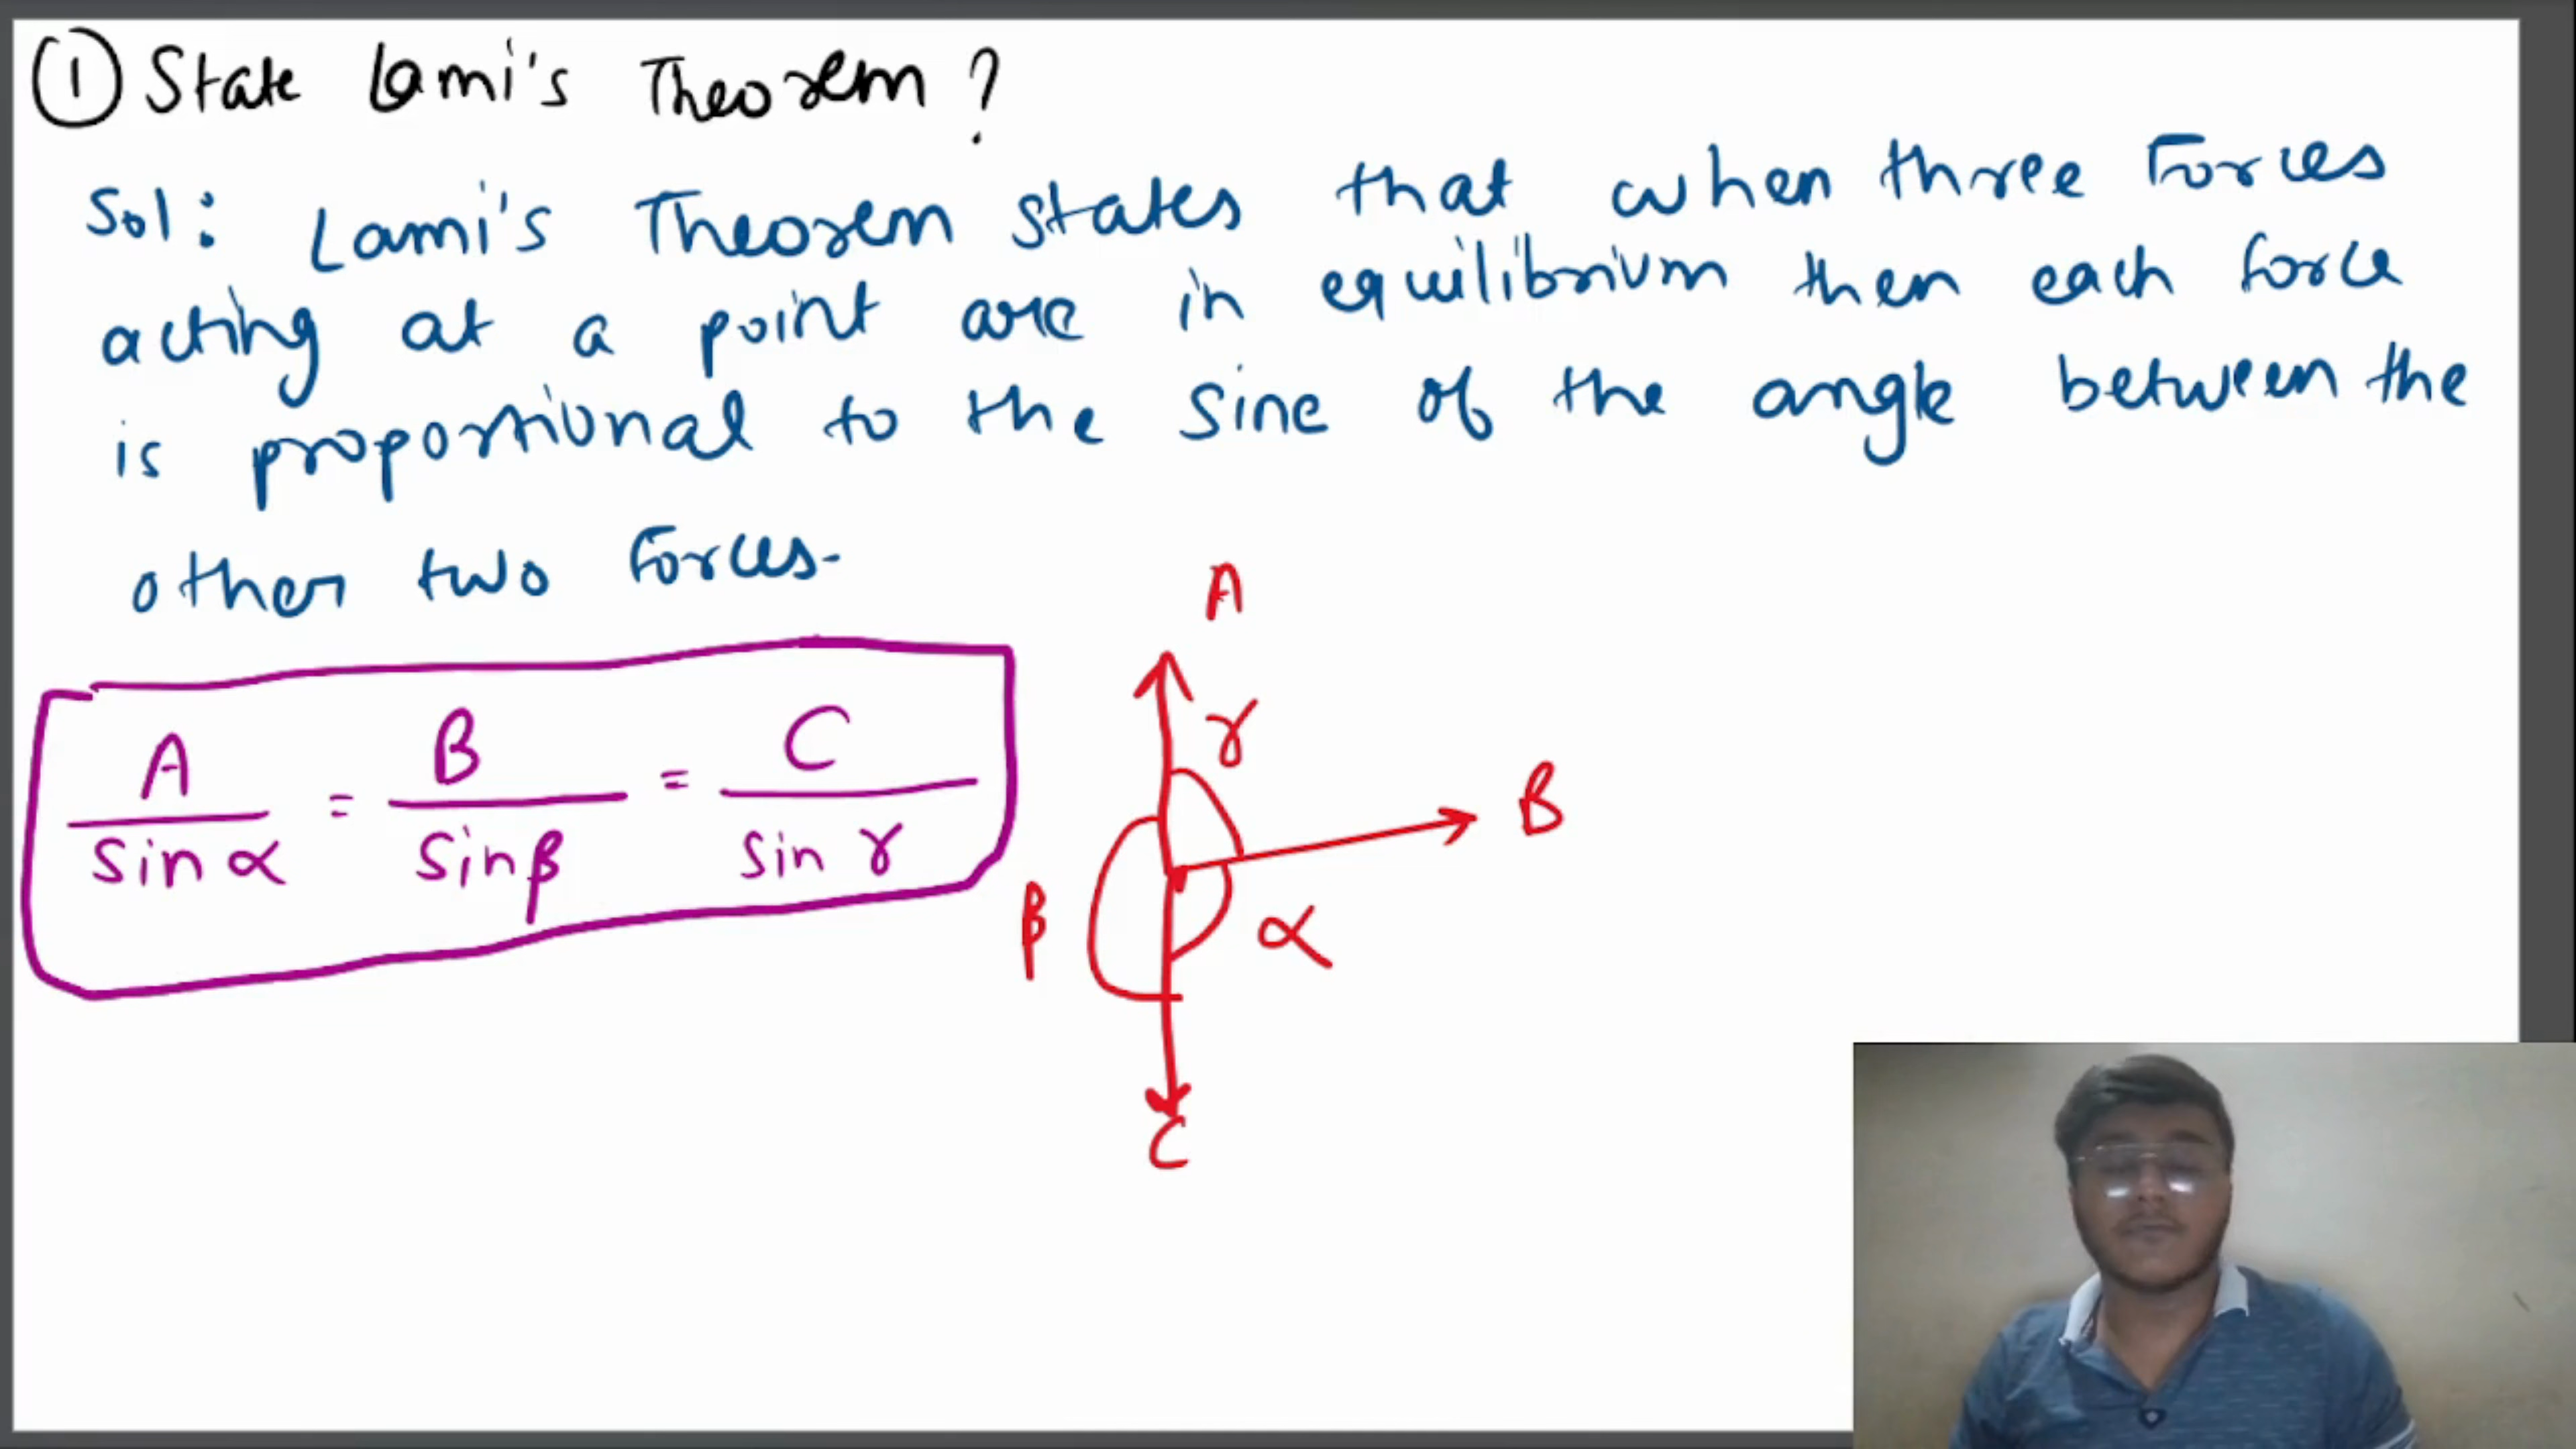 ① State Lami's Theorem ?
Sol: Lami's Theorem states that when three Forces
acting at a point are in equilibrium then each force
is proportional to the sine of the angle between the
other two Forces.
A/sin α = B/sin β = C/sin γ
A
γ
B
β
α
C